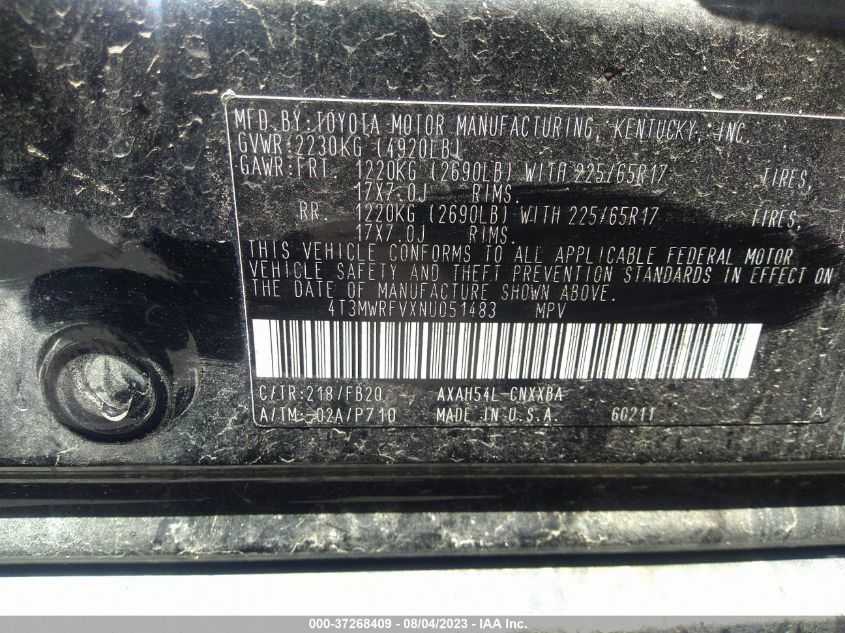 MFD.BY:TOYOTA MOTOR MANUFACTURING, KENTUCKY, INC.
GVWR:2230KG (4920LB)
GAWR:FRT. 1220KG (2690LB) WITH 225/65R17 TIRES,
17X7.0J RIMS.
RR. 1220KG (2690LB) WITH 225/65R17 TIRES,
17X7.0J RIMS.
THIS VEHICLE CONFORMS TO ALL APPLICABLE FEDERAL MOTOR
VEHICLE SAFETY AND THEFT PREVENTION STANDARDS IN EFFECT ON
THE DATE OF MANUFACTURE SHOWN ABOVE.
4T3MWRFVXNU051483 MPV
C/TR:218/FB20 AXAH54L-CNXXBA
A/TM:-02A/P710 MADE IN U.S.A. 60211 A
000-37268409 - 08/04/2023 - IAA Inc.